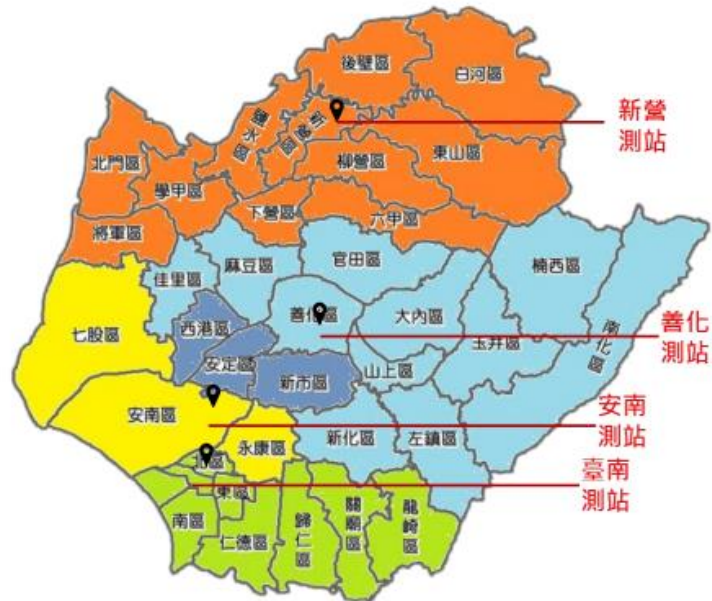 後壁區
白河區
新營
測站
鹽水區
新營區
北門區
學甲區
柳營區
東山區
下營區
六甲區
將軍區
佳里區
麻豆區
官田區
楠西區
南化區
七股區
西港區
善化區
大內區
玉井區
善化
測站
安定區
新市區
山上區
安南區
安南
測站
永康區
新化區
左鎮區
北區
臺南
測站
東區
南區
仁德區
歸仁區
關廟區
龍崎區